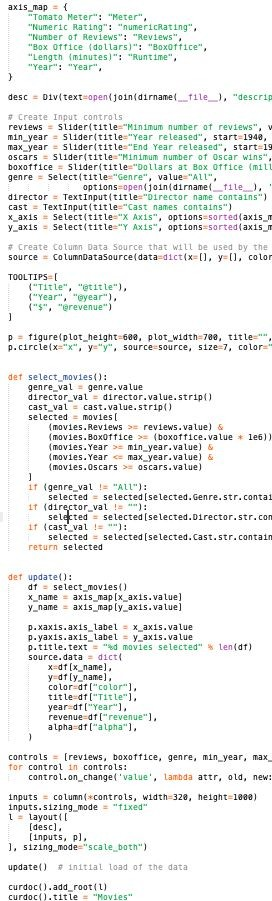 axis_map = {
    "Tomato Meter": "Meter",
    "Numeric Rating": "numericRating",
    "Number of Reviews": "Reviews",
    "Box Office (dollars)": "BoxOffice",
    "Length (minutes)": "Runtime",
    "Year": "Year",
}
desc = Div(text=open(join(dirname(__file__), "descrip
# Create Input controls
reviews = Slider(title="Minimum number of reviews", v
min_year = Slider(title="Year released", start=1940,
max_year = Slider(title="End Year released", start=19
oscars = Slider(title="Minimum number of Oscar wins",
boxoffice = Slider(title="Dollars at Box Office (mill
genre = Select(title="Genre", value="All",
               options=open(join(dirname(__file__), '
director = TextInput(title="Director name contains")
cast = TextInput(title="Cast names contains")
x_axis = Select(title="X Axis", options=sorted(axis_m
y_axis = Select(title="Y Axis", options=sorted(axis_m
# Create Column Data Source that will be used by the
source = ColumnDataSource(data=dict(x=[], y=[], color
TOOLTIPS=[
    ("Title", "@title"),
    ("Year", "@year"),
    ("$", "@revenue")
]
p = figure(plot_height=600, plot_width=700, title="",
p.circle(x="x", y="y", source=source, size=7, color="
def select_movies():
    genre_val = genre.value
    director_val = director.value.strip()
    cast_val = cast.value.strip()
    selected = movies[
        (movies.Reviews >= reviews.value) &
        (movies.BoxOffice >= (boxoffice.value * 1e6))
        (movies.Year >= min_year.value) &
        (movies.Year <= max_year.value) &
        (movies.Oscars >= oscars.value)
    ]
    if (genre_val != "All"):
        selected = selected[selected.Genre.str.contai
    if (director_val != ""):
        selected = selected[selected.Director.str.con
    if (cast_val != ""):
        selected = selected[selected.Cast.str.contain
    return selected
def update():
    df = select_movies()
    x_name = axis_map[x_axis.value]
    y_name = axis_map[y_axis.value]
    p.xaxis.axis_label = x_axis.value
    p.yaxis.axis_label = y_axis.value
    p.title.text = "%d movies selected" % len(df)
    source.data = dict(
        x=df[x_name],
        y=df[y_name],
        color=df["color"],
        title=df["Title"],
        year=df["Year"],
        revenue=df["revenue"],
        alpha=df["alpha"],
    )
controls = [reviews, boxoffice, genre, min_year, max_
for control in controls:
    control.on_change('value', lambda attr, old, new:
inputs = column(*controls, width=320, height=1000)
inputs.sizing_mode = "fixed"
l = layout([
    [desc],
    [inputs, p],
], sizing_mode="scale_both")
update()  # initial load of the data
curdoc().add_root(l)
curdoc().title = "Movies"